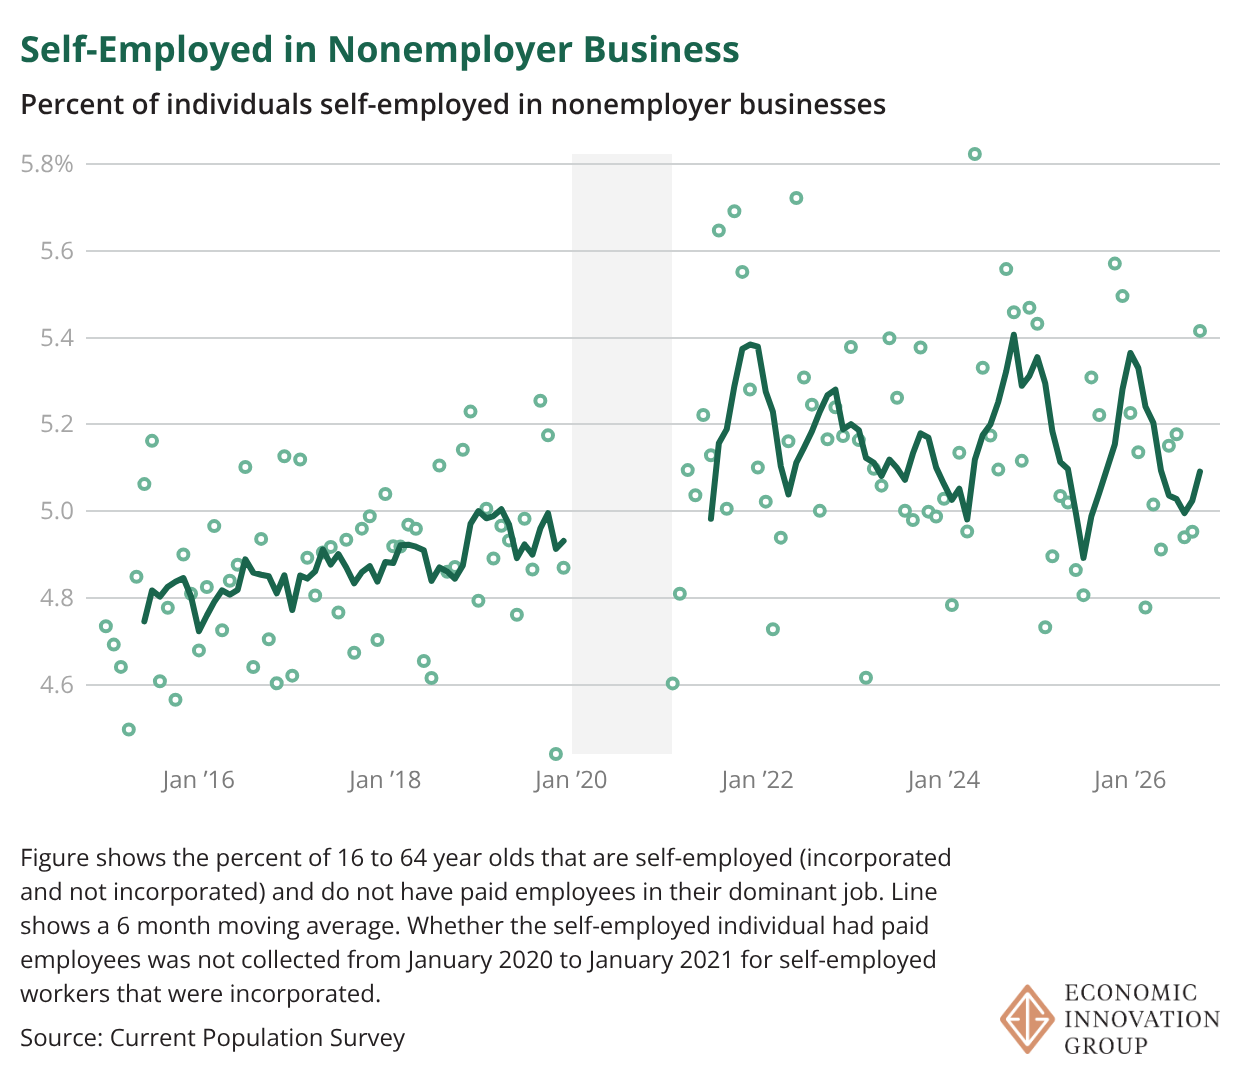 Self-Employed in Nonemployer Business
Percent of individuals self-employed in nonemployer businesses
5.8%
5.6
5.4
5.2
5.0
4.8
4.6
Jan ’16
Jan ’18
Jan ’20
Jan ’22
Jan ’24
Jan ’26
Figure shows the percent of 16 to 64 year olds that are self-employed (incorporated
and not incorporated) and do not have paid employees in their dominant job. Line
shows a 6 month moving average. Whether the self-employed individual had paid
employees was not collected from January 2020 to January 2021 for self-employed
workers that were incorporated.
Source: Current Population Survey
ECONOMIC
INNOVATION
GROUP